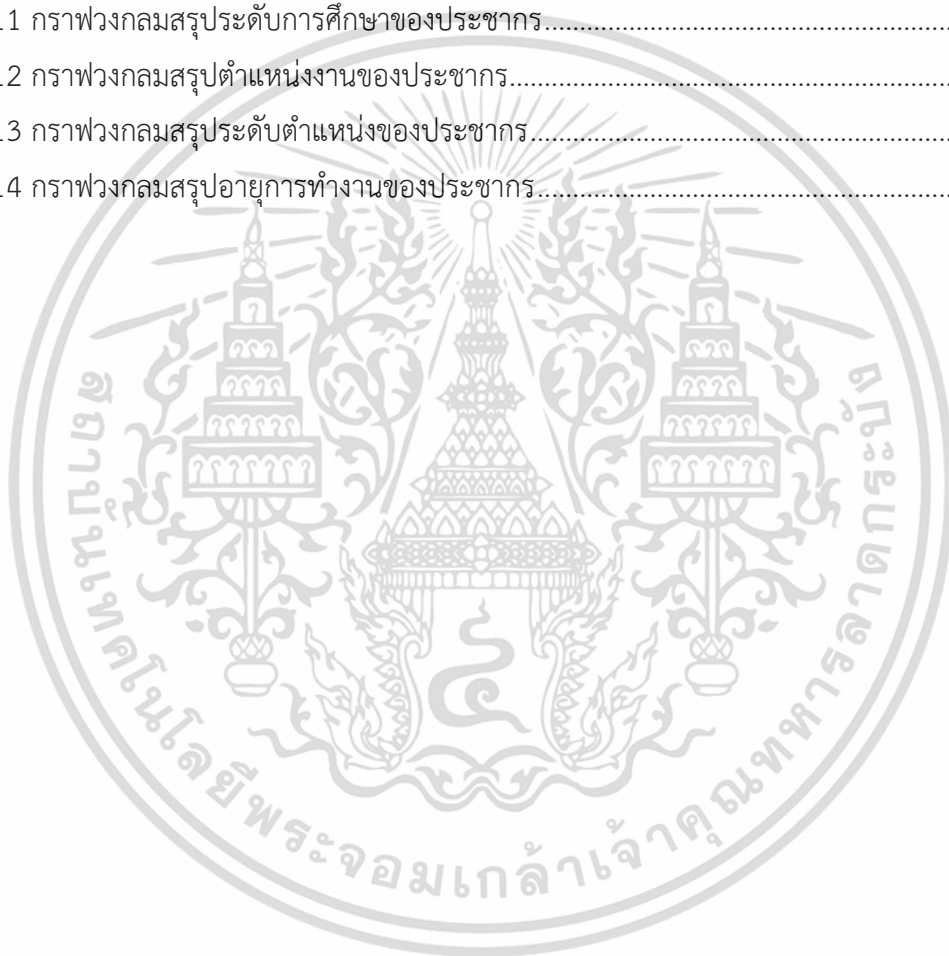 11 กราฟวงกลมสรุประดับการศึกษาของประชากร
12 กราฟวงกลมสรุปตำแหน่งงานของประชากร
13 กราฟวงกลมสรุประดับตำแหน่งของประชากร
14 กราฟวงกลมสรุปอายุการทำงานของประชากร
สถาบันเทคโนโลยีพระจอมเกล้าเจ้าคุณทหารลาดกระบัง
๔